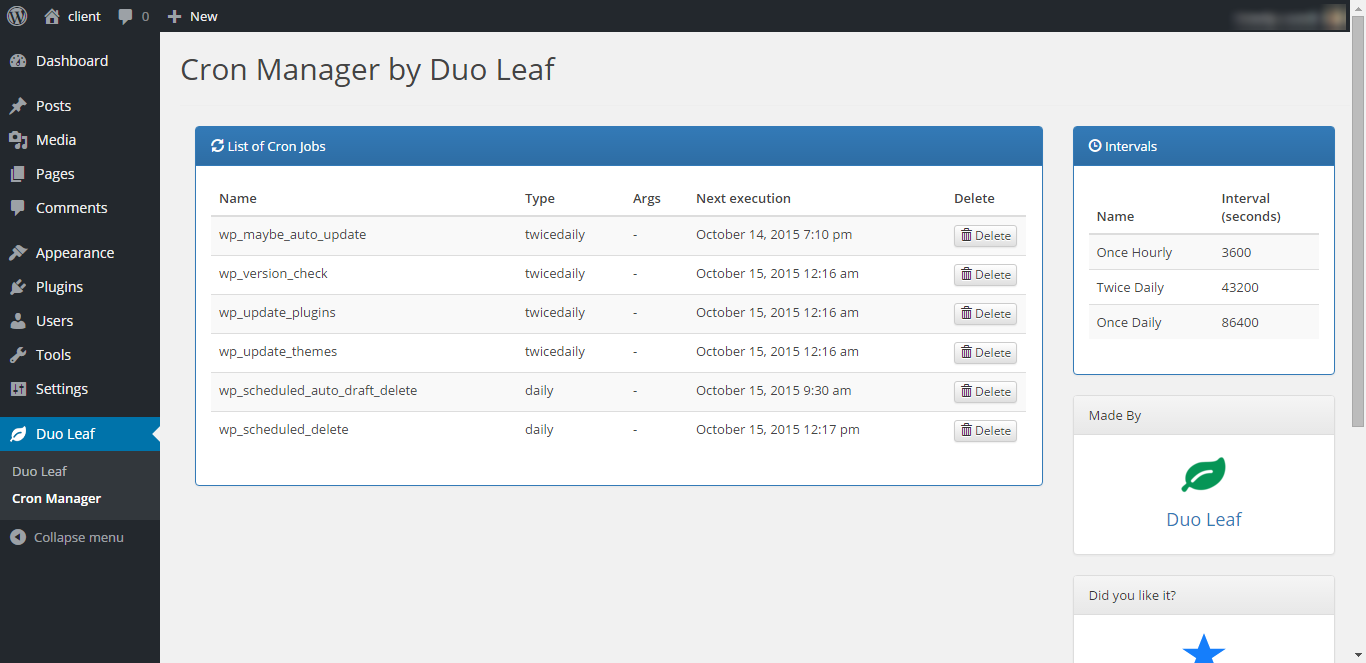 client 0 New
Dashboard
Posts
Media
Pages
Comments
Appearance
Plugins
Users
Tools
Settings
Duo Leaf
Duo Leaf
Cron Manager
Collapse menu
Cron Manager by Duo Leaf
List of Cron Jobs
Name Type Args Next execution Delete
wp_maybe_auto_update twicedaily - October 14, 2015 7:10 pm Delete
wp_version_check twicedaily - October 15, 2015 12:16 am Delete
wp_update_plugins twicedaily - October 15, 2015 12:16 am Delete
wp_update_themes twicedaily - October 15, 2015 12:16 am Delete
wp_scheduled_auto_draft_delete daily - October 15, 2015 9:30 am Delete
wp_scheduled_delete daily - October 15, 2015 12:17 pm Delete
Intervals
Name Interval
(seconds)
Once Hourly 3600
Twice Daily 43200
Once Daily 86400
Made By
Duo Leaf
Did you like it?